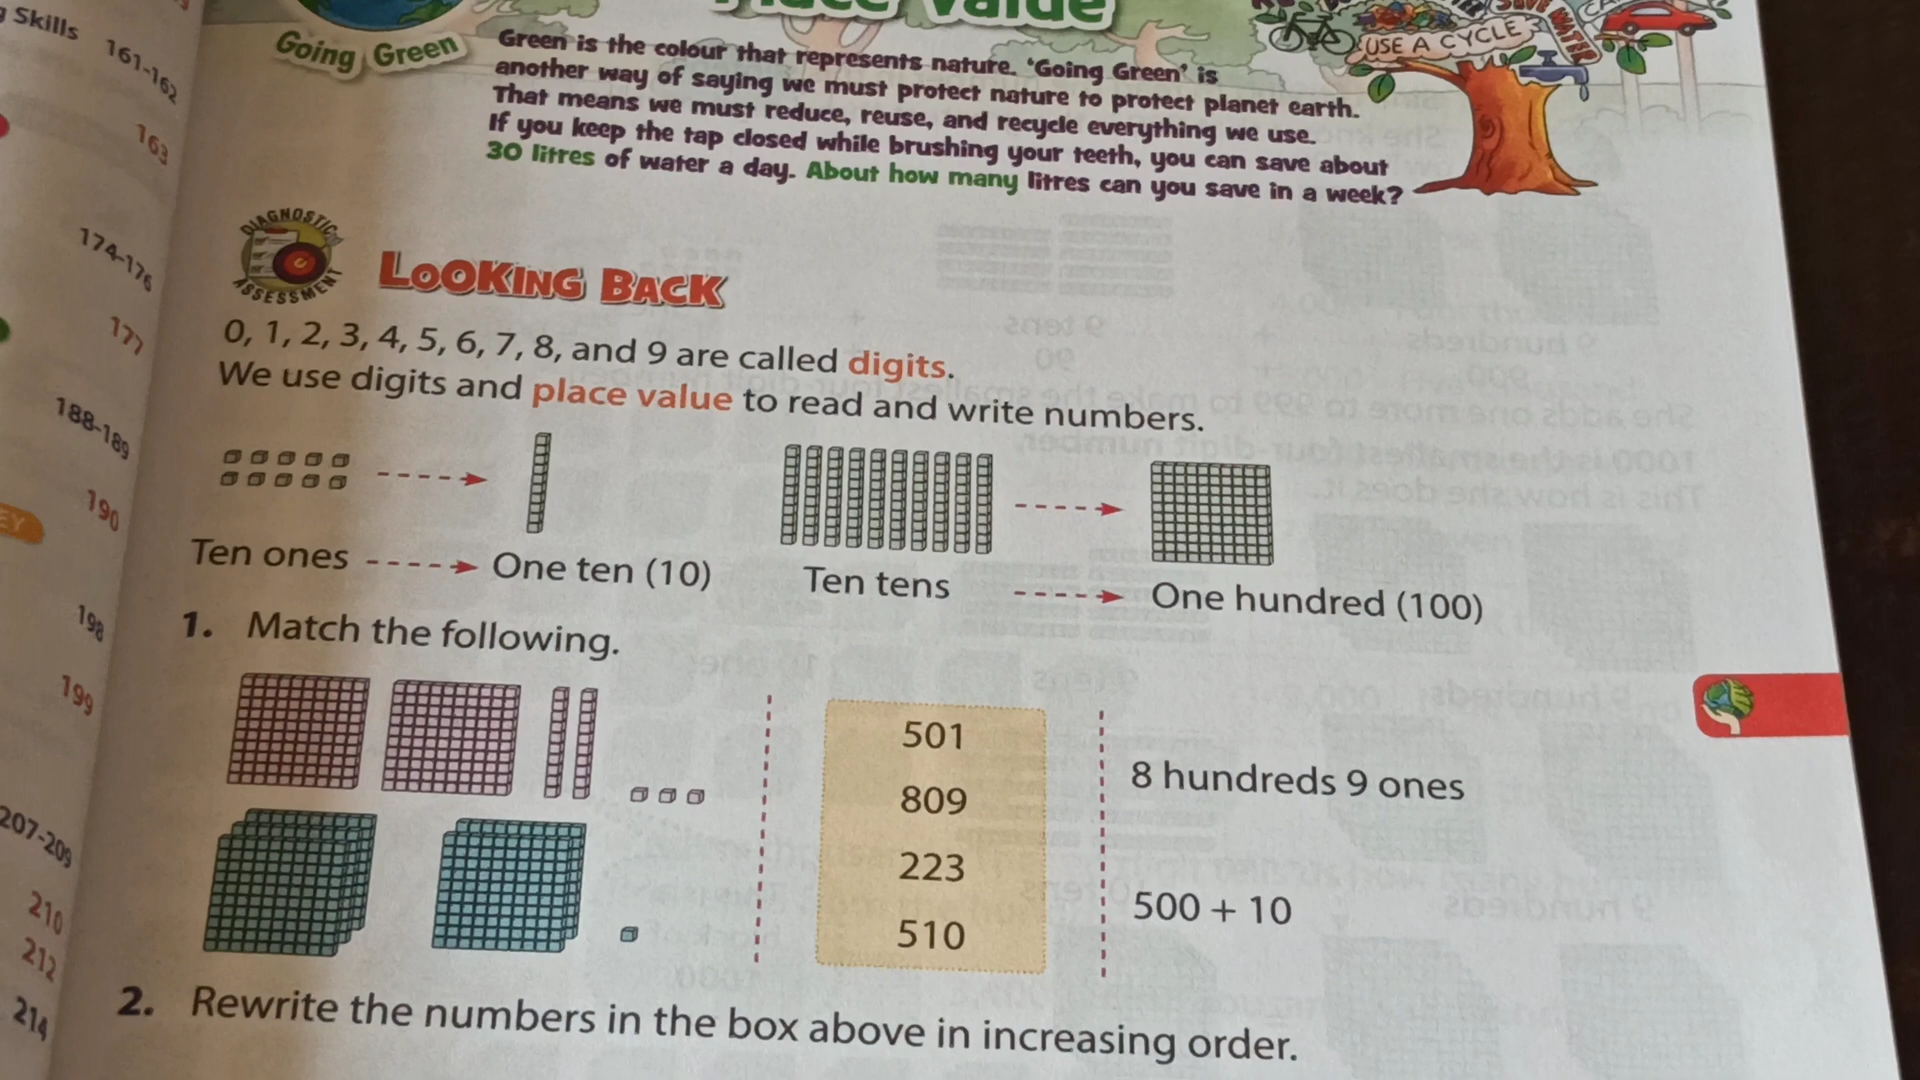 g Skills
161-162
163
174-176
177
188-189
190
EY
198
199
207-209
210
212
214
Place Value
Going Green
USE A CYCLE
SAVE WATER
Green is the colour that represents nature. 'Going Green' is
another way of saying we must protect nature to protect planet earth.
That means we must reduce, reuse, and recycle everything we use.
If you keep the tap closed while brushing your teeth, you can save about
30 litres of water a day. About how many litres can you save in a week?
DIAGNOSTIC
ASSESSMENT
LOOKING BACK
0, 1, 2, 3, 4, 5, 6, 7, 8, and 9 are called digits.
We use digits and place value to read and write numbers.
Ten ones
One ten (10)
Ten tens
One hundred (100)
1. Match the following.
501
809
223
510
8 hundreds 9 ones
500 + 10
2. Rewrite the numbers in the box above in increasing order.